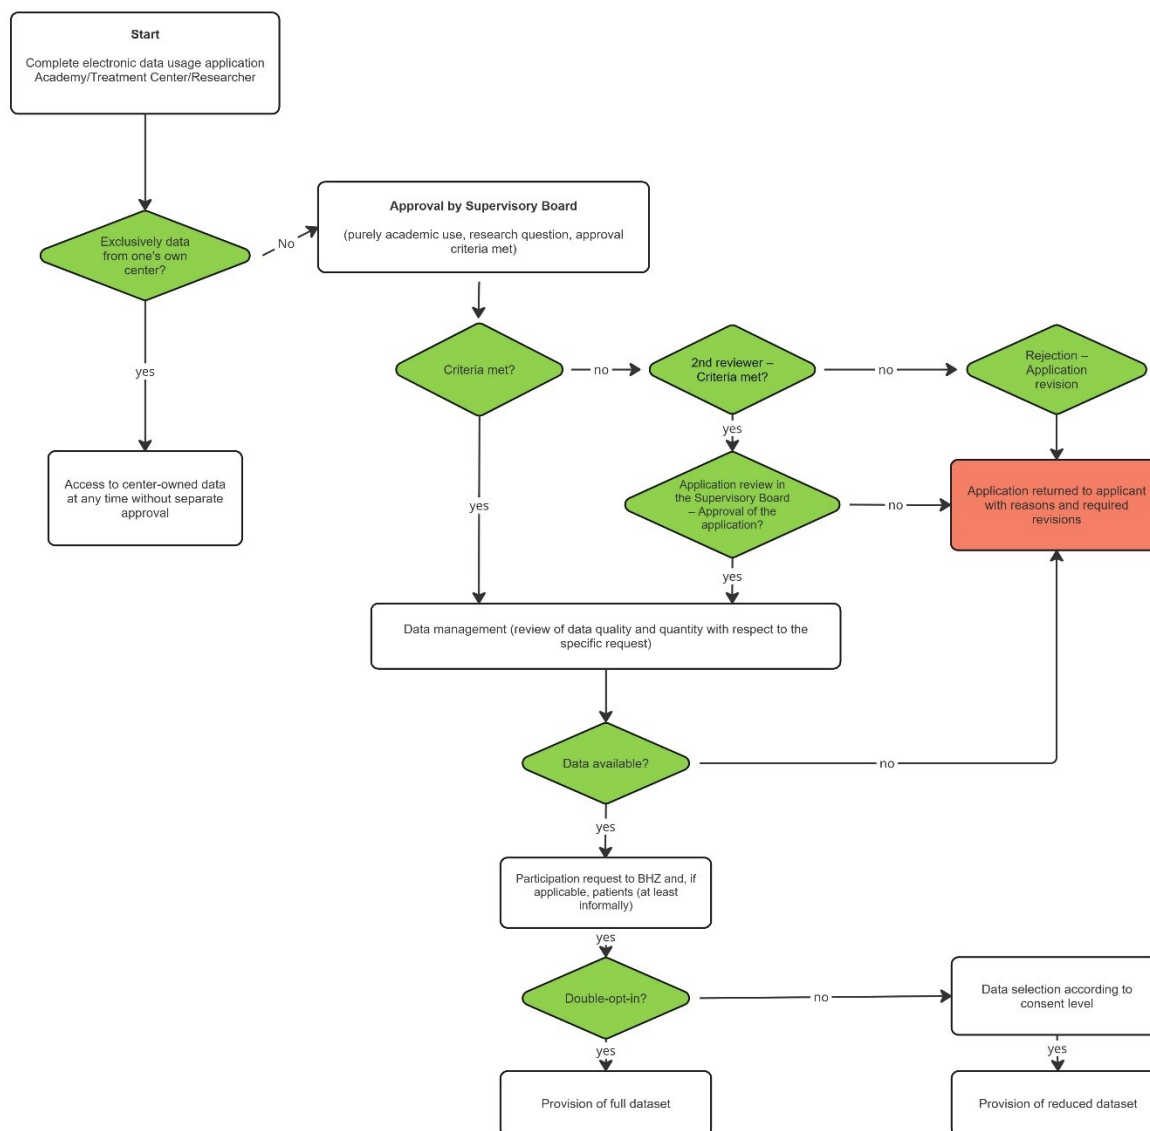 Start
Complete electronic data usage application
Academy/Treatment Center/Researcher
Approval by Supervisory Board
(purely academic use, research question, approval
criteria met)
Exclusively data
from one's own
center?
No
yes
Access to center-owned data
at any time without separate
approval
Criteria met?
no
2nd reviewer –
Criteria met?
no
Rejection –
Application
revision
yes
yes
Application review in
the Supervisory Board
– Approval of the
application?
no
Application returned to applicant
with reasons and required
revisions
yes
Data management (review of data quality and quantity with respect to the
specific request)
Data available?
no
yes
Participation request to BHZ and, if
applicable, patients (at least
informally)
yes
Double-opt-in?
no
Data selection according to
consent level
yes
yes
Provision of full dataset
Provision of reduced dataset